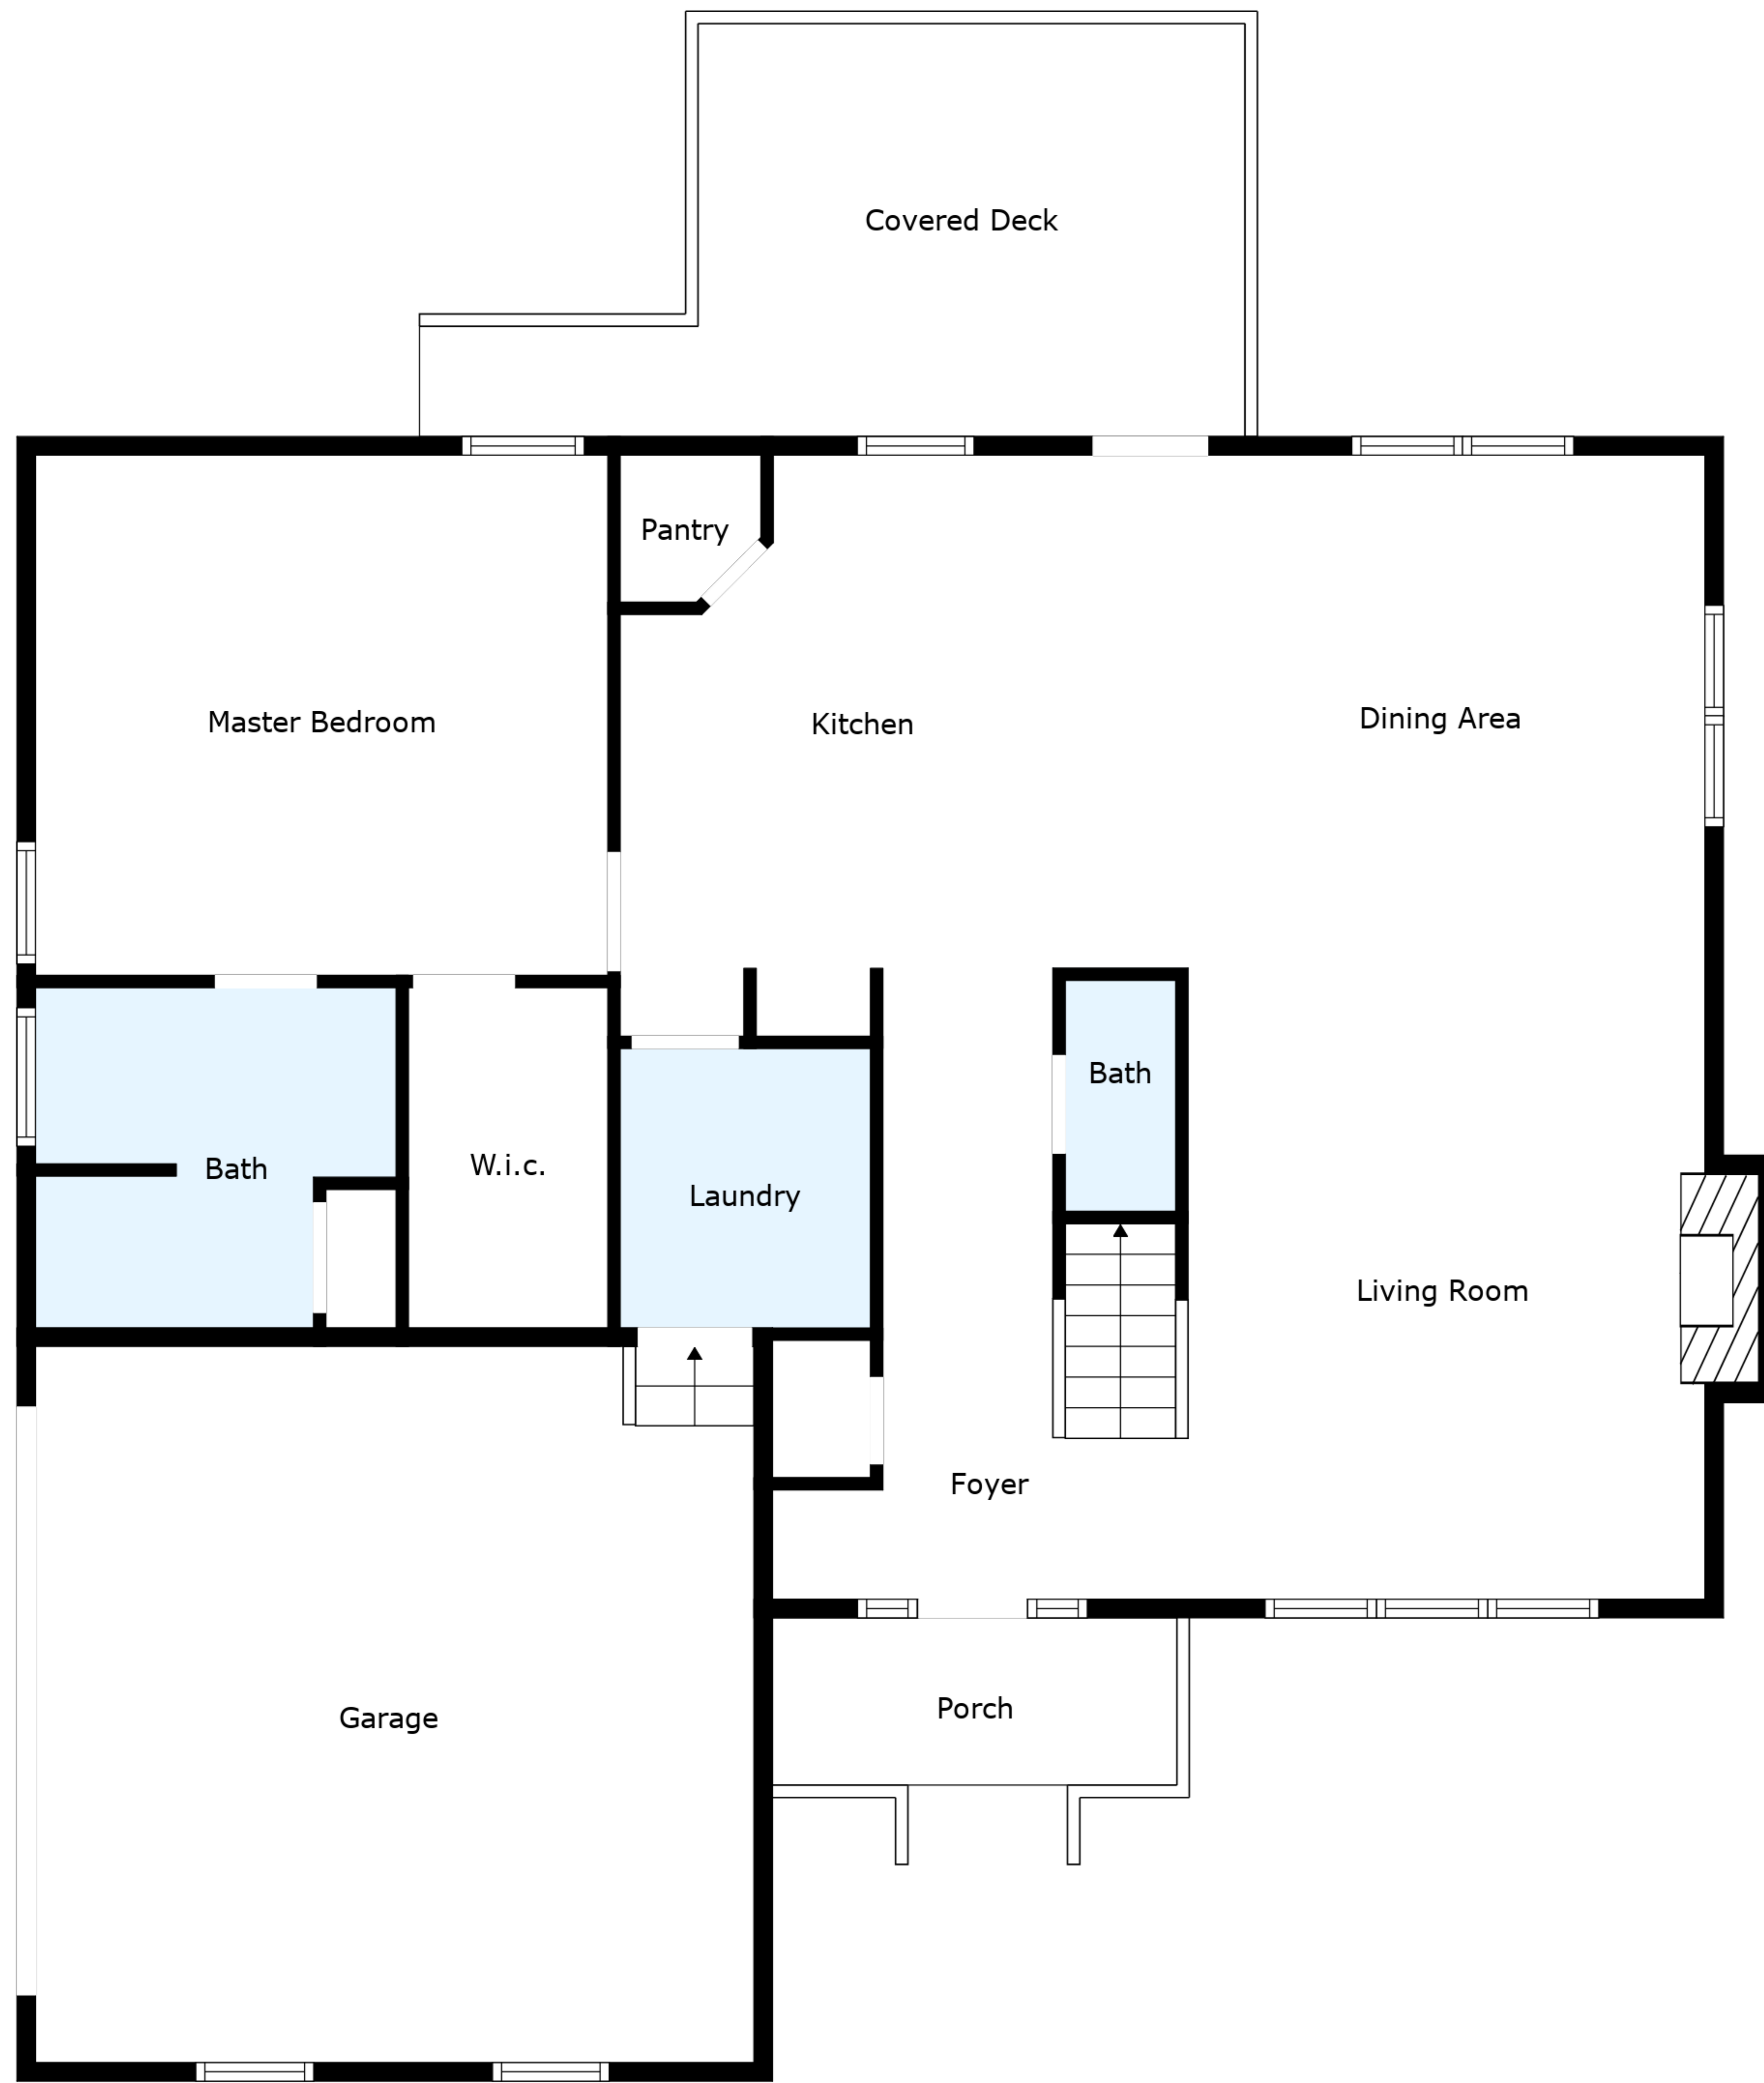 Covered Deck
Pantry
Master Bedroom
Kitchen
Dining Area
Bath
Bath
W.i.c.
Laundry
Living Room
Foyer
Garage
Porch